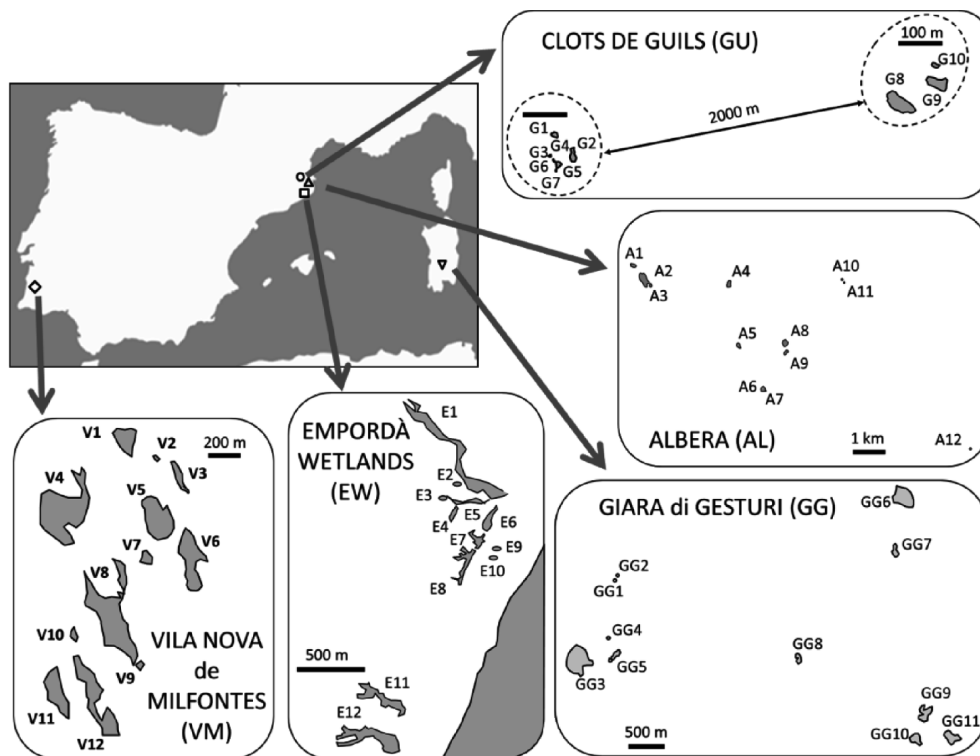 CLOTS DE GUILS (GU)
100 m
G10
G8
G9
2000 m
G1
G4
G2
G3
G6
G5
G7
A1
A2
A3
A4
A10
A11
A5
A8
A9
A6
A7
ALBERA (AL)
1 km
A12
V1
V2
200 m
V3
V4
V5
V6
V7
V8
V10
V9
V11
V12
VILA NOVA
de
MILFONTES
(VM)
EMPORDÀ
WETLANDS
(EW)
E1
E2
E3
E4
E5
E6
E7
E9
E10
E8
500 m
E11
E12
GIARA di GESTURI (GG)
GG6
GG7
GG2
GG1
GG4
GG5
GG3
GG8
GG9
GG10
GG11
500 m